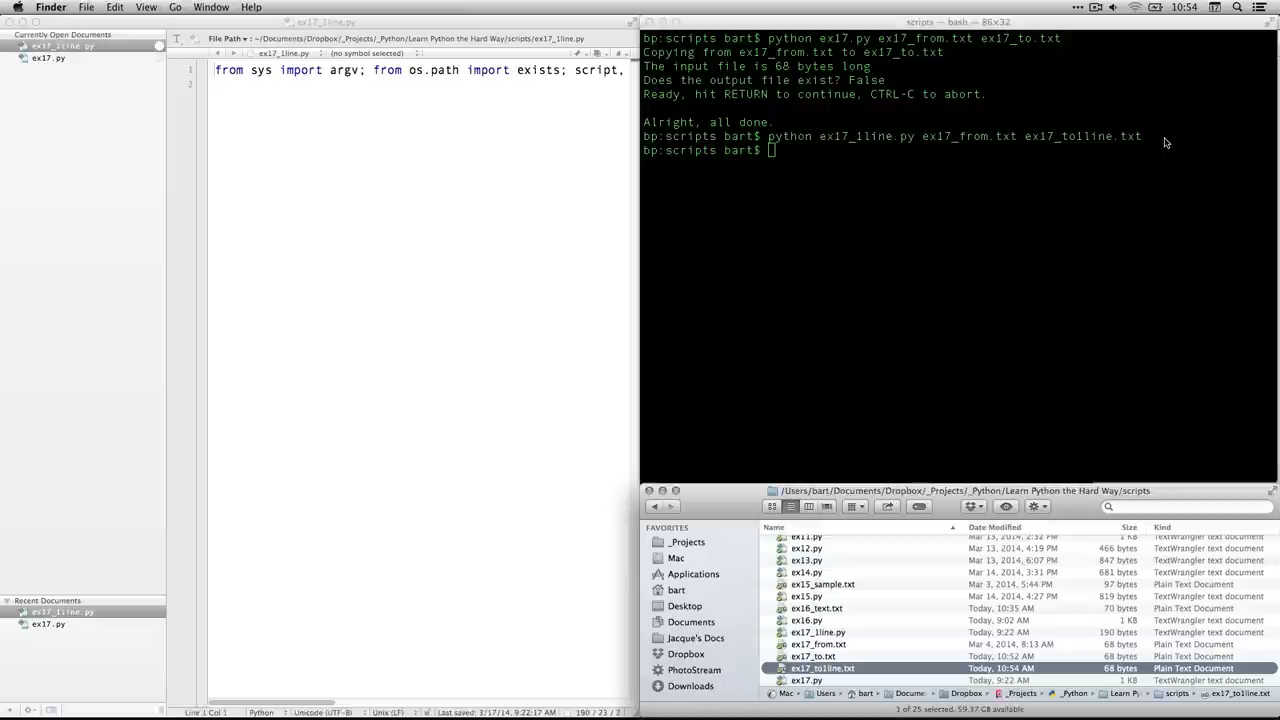 Finder File Edit View Go Window Help 10:54
Currently Open Documents
ex17_1line.py
ex17.py
Recent Documents
ex17_1line.py
ex17.py
ex17_1line.py
File Path ▾ : ~/Documents/Dropbox/_Projects/_Python/Learn Python the Hard Way/scripts/ex17_1line.py
ex17_1line.py (no symbol selected)
1 from sys import argv; from os.path import exists; script,
2
Line 1 Col 1 Python Unicode (UTF-8) Unix (LF) Last saved: 3/17/14, 9:22:17 AM 190 / 23 / 2
scripts — bash — 86×32
bp:scripts bart$ python ex17.py ex17_from.txt ex17_to.txt
Copying from ex17_from.txt to ex17_to.txt
The input file is 68 bytes long
Does the output file exist? False
Ready, hit RETURN to continue, CTRL-C to abort.
Alright, all done.
bp:scripts bart$ python ex17_1line.py ex17_from.txt ex17_to1line.txt
bp:scripts bart$
/Users/bart/Documents/Dropbox/_Projects/_Python/Learn Python the Hard Way/scripts
FAVORITES
_Projects
Mac
Applications
bart
Desktop
Documents
Jacque's Docs
Dropbox
PhotoStream
Downloads
Name Date Modified Size Kind
ex11.py Mar 13, 2014, 2:32 PM 1 KB TextWrangler text document
ex12.py Mar 13, 2014, 4:19 PM 466 bytes TextWrangler text document
ex13.py Mar 13, 2014, 6:07 PM 847 bytes TextWrangler text document
ex14.py Mar 14, 2014, 3:31 PM 681 bytes TextWrangler text document
ex15_sample.txt Mar 3, 2014, 5:44 PM 97 bytes Plain Text Document
ex15.py Mar 14, 2014, 4:27 PM 819 bytes TextWrangler text document
ex16_text.txt Today, 10:35 AM 70 bytes Plain Text Document
ex16.py Today, 9:02 AM 1 KB TextWrangler text document
ex17_1line.py Today, 9:22 AM 190 bytes TextWrangler text document
ex17_from.txt Mar 4, 2014, 8:13 AM 68 bytes Plain Text Document
ex17_to.txt Today, 10:52 AM 68 bytes Plain Text Document
ex17_to1line.txt Today, 10:54 AM 68 bytes Plain Text Document
ex17.py Today, 9:22 AM 1 KB TextWrangler text document
Mac ▸ Users ▸ bart ▸ Docume ▸ Dropbox ▸ _Projects ▸ _Python ▸ Learn Py ▸ scripts ▸ ex17_to1line.txt
1 of 25 selected, 59.37 GB available